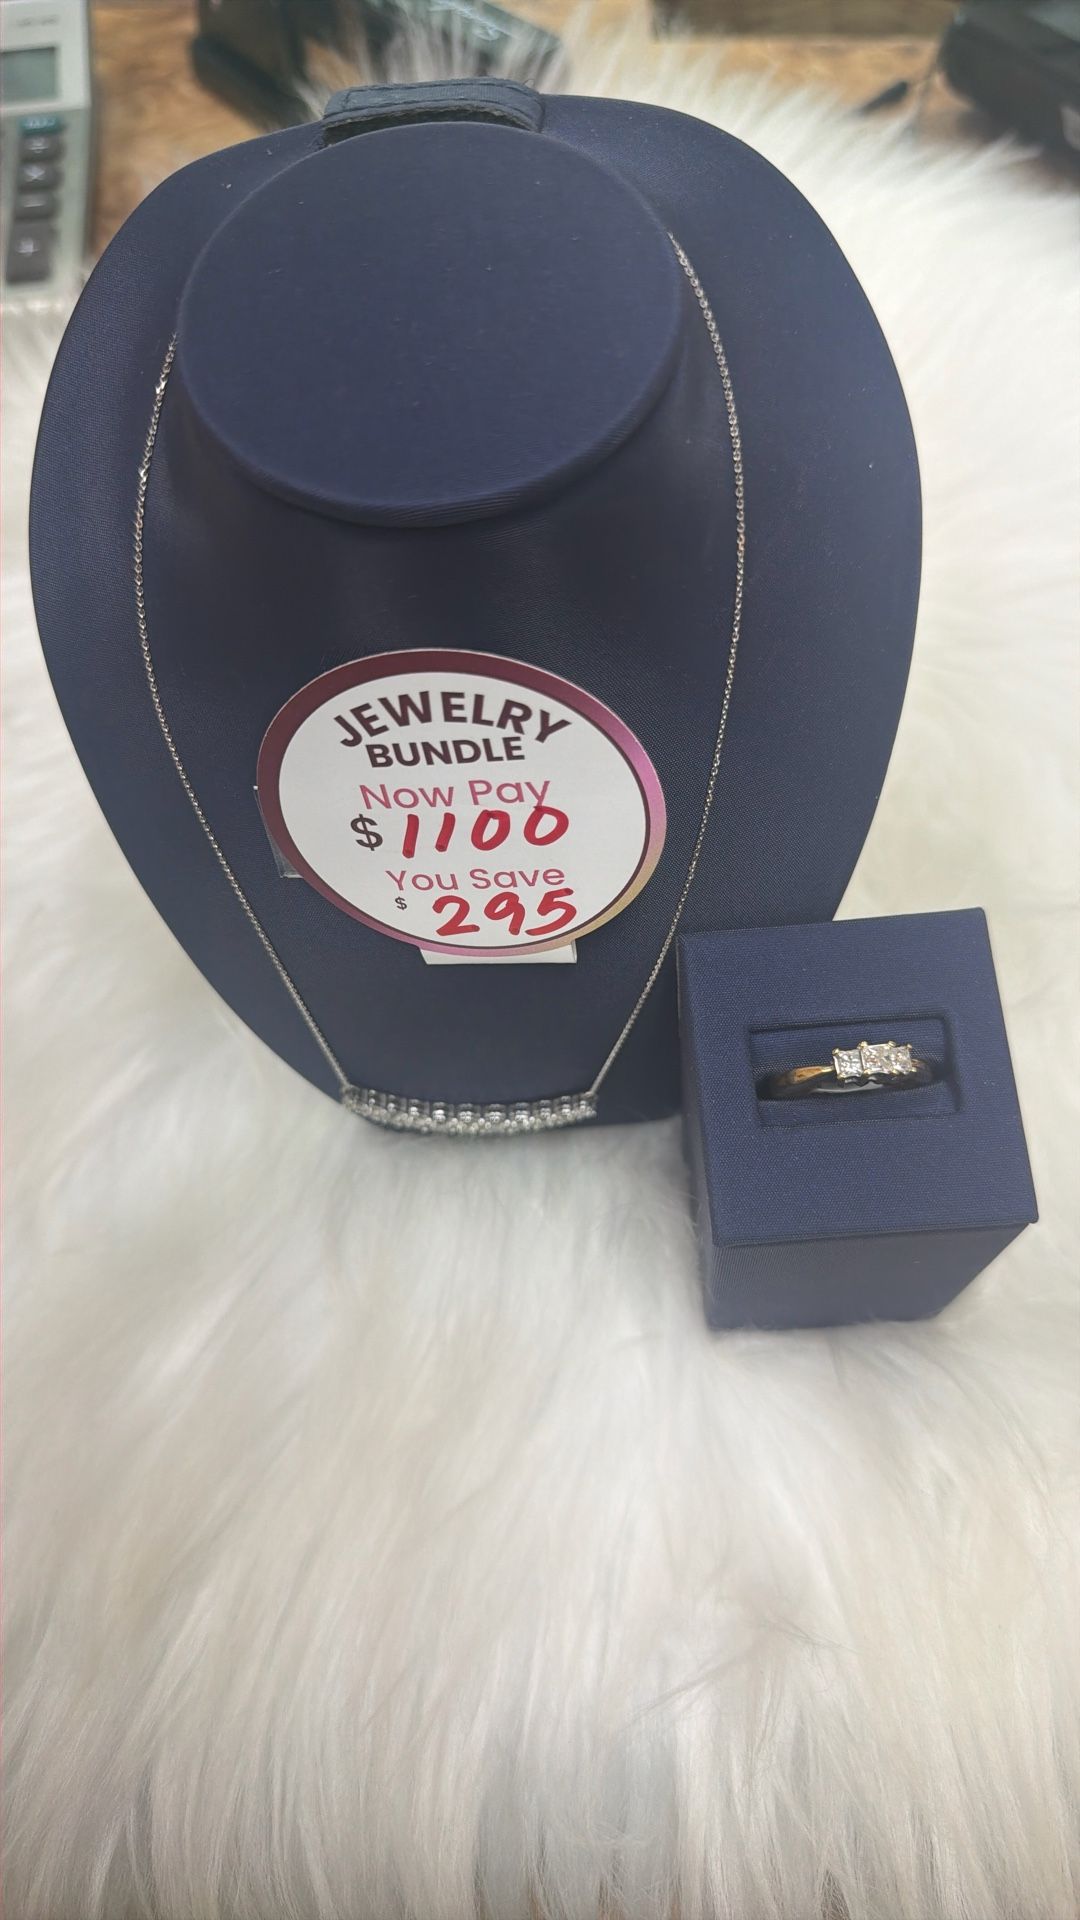 JEWELRY
BUNDLE
Now Pay
$ 1100
You Save
$ 295